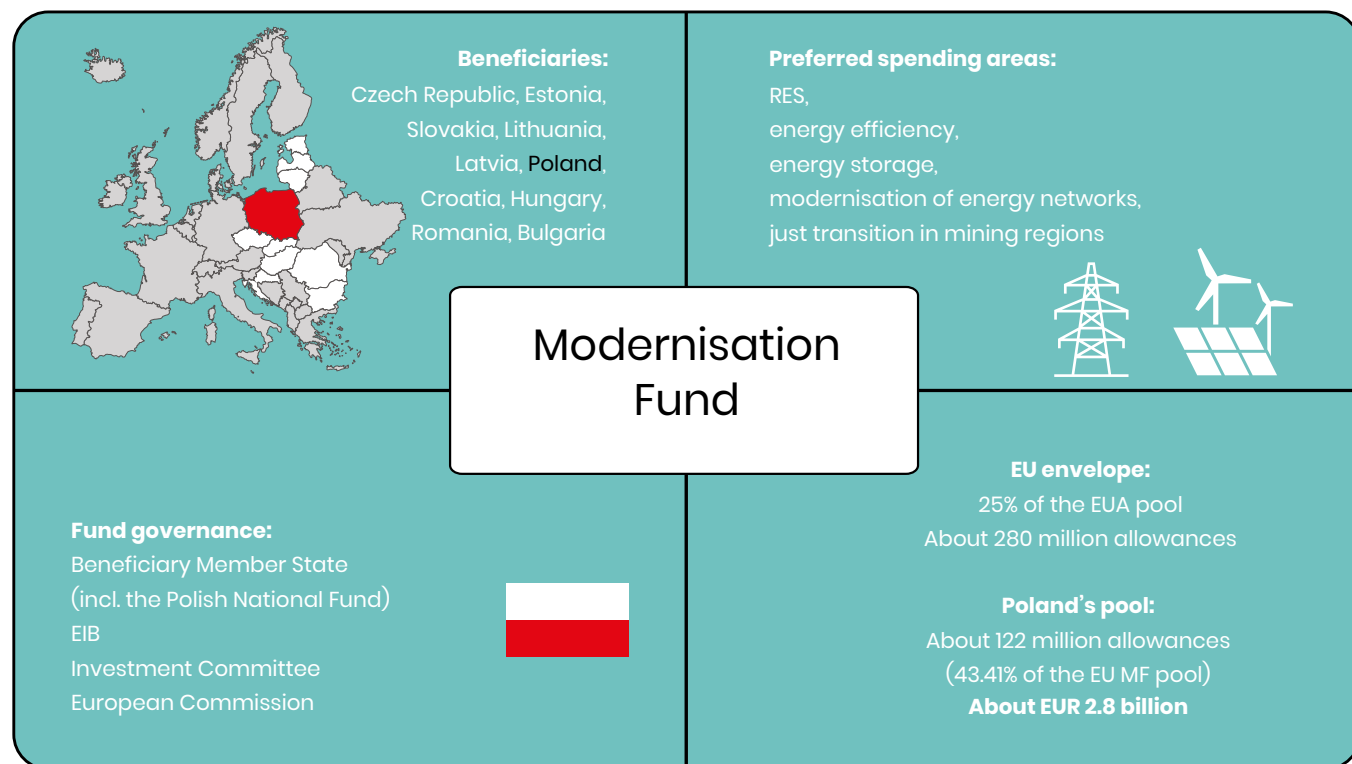 Beneficiaries:
Czech Republic, Estonia,
Slovakia, Lithuania,
Latvia, Poland,
Croatia, Hungary,
Romania, Bulgaria
Preferred spending areas:
RES,
energy efficiency,
energy storage,
modernisation of energy networks,
just transition in mining regions
Modernisation
Fund
Fund governance:
Beneficiary Member State
(incl. the Polish National Fund)
EIB
Investment Committee
European Commission
EU envelope:
25% of the EUA pool
About 280 million allowances
Poland's pool:
About 122 million allowances
(43.41% of the EU MF pool)
About EUR 2.8 billion